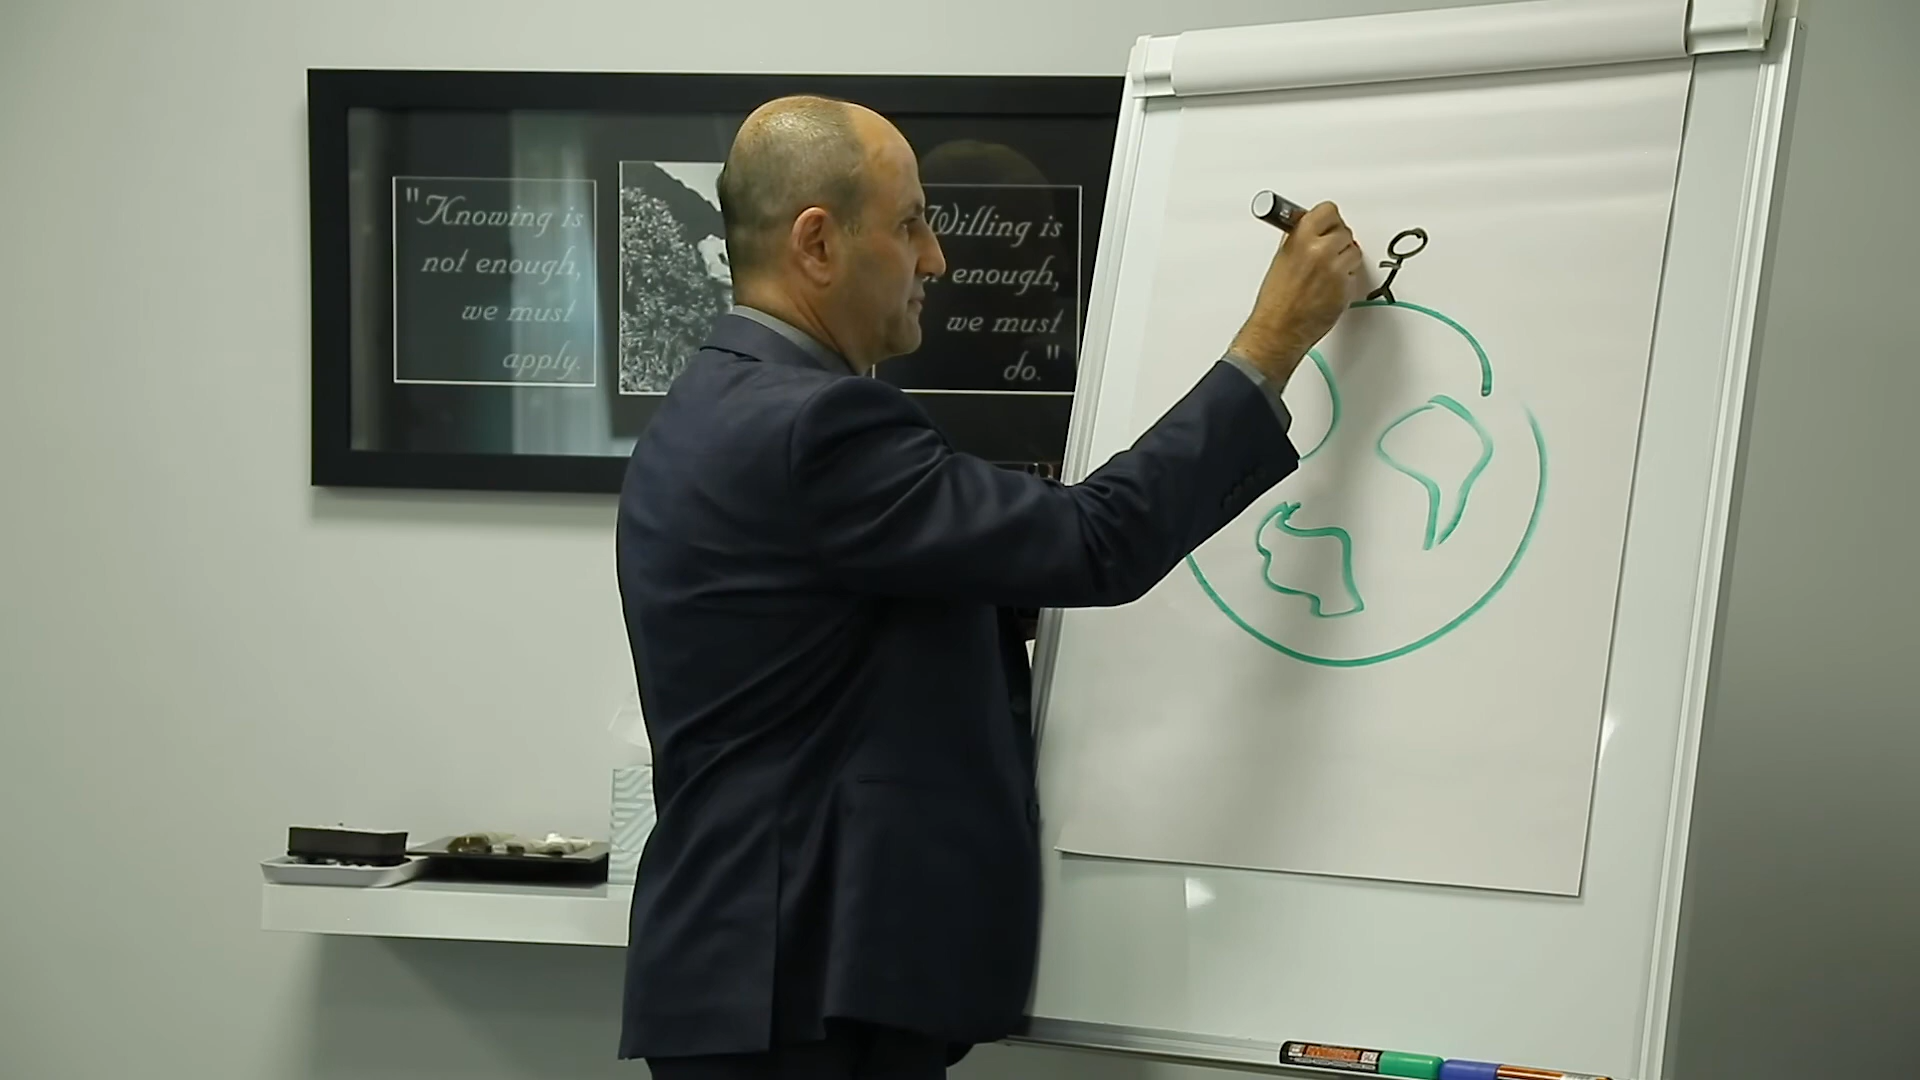 "Knowing is
not enough,
we must
apply.
Willing is
enough,
we must
do."